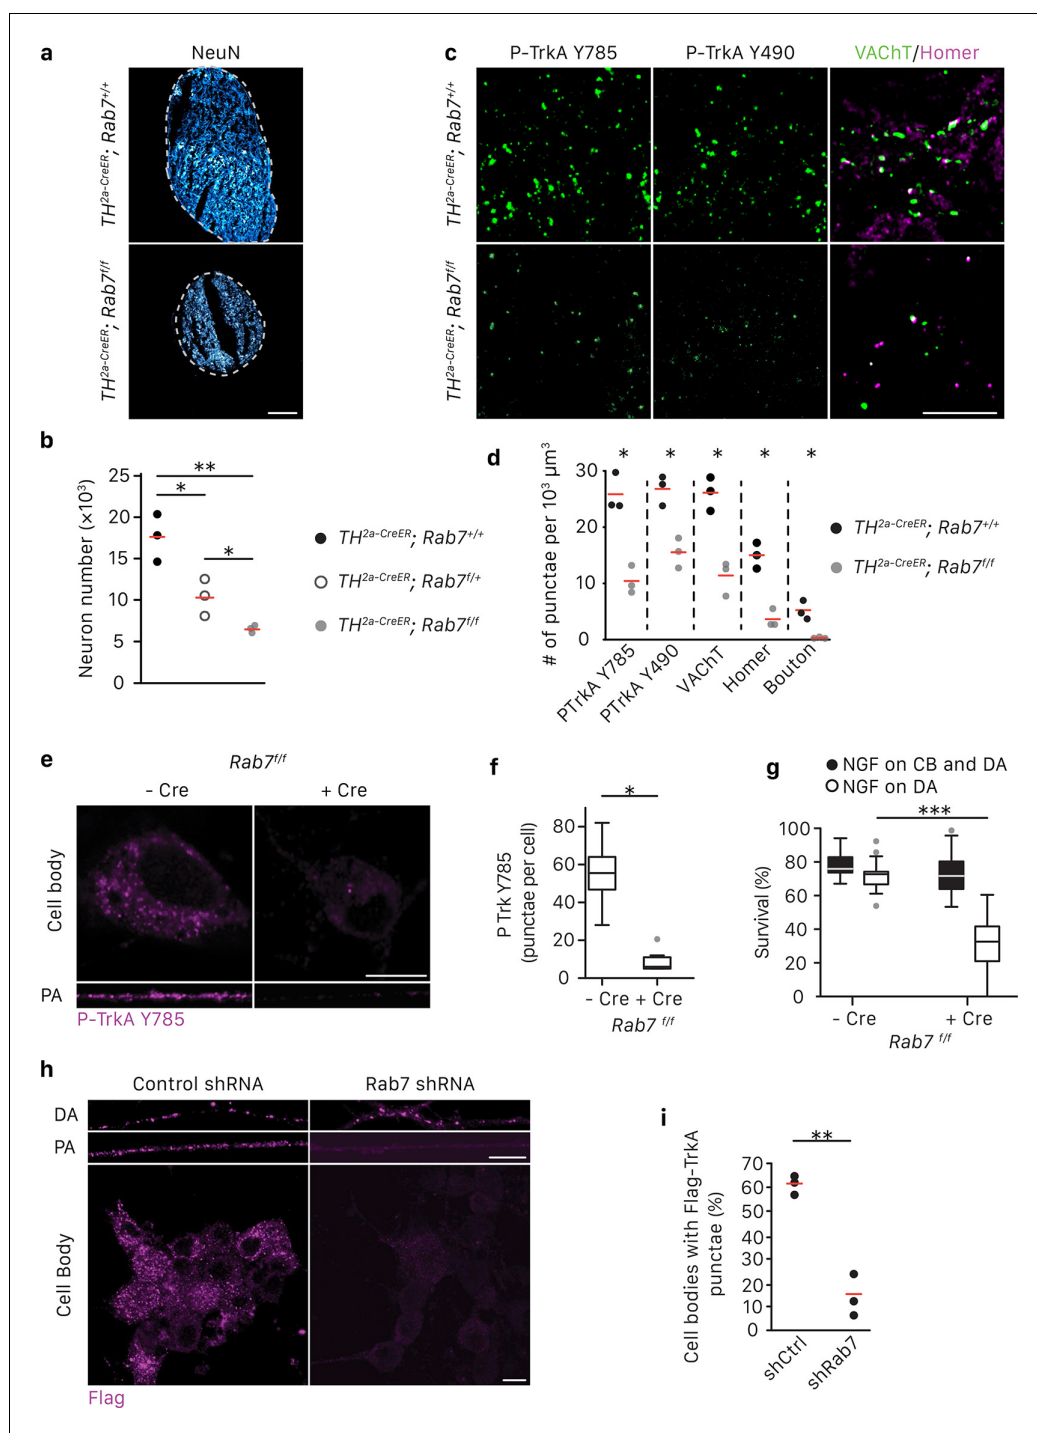 a
NeuN
TH2a-CreER; Rab7+/+
TH2a-CreER; Rab7f/f
c
P-TrkA Y785
P-TrkA Y490
VAChT/Homer
TH2a-CreER; Rab7+/+
TH2a-CreER; Rab7f/f
b
Neuron number (×10³)
25
20
15
10
5
0
**
*
*
TH2a-CreER; Rab7+/+
TH2a-CreER; Rab7f/+
TH2a-CreER; Rab7f/f
d
# of punctae per 10³ µm³
30
20
10
0
* * * * *
PTrkA Y785
PTrkA Y490
VAChT
Homer
Bouton
TH2a-CreER; Rab7+/+
TH2a-CreER; Rab7f/f
e
Rab7f/f
- Cre
+ Cre
Cell body
PA
P-TrkA Y785
f
P Trk Y785
(punctae per cell)
80
60
40
20
0
*
- Cre + Cre
Rab7 f/f
g
NGF on CB and DA
NGF on DA
***
Survival (%)
100
80
60
40
20
0
- Cre
+ Cre
Rab7 f/f
h
Control shRNA
Rab7 shRNA
DA
PA
Cell Body
Flag
i
Cell bodies with Flag-TrkA
punctae (%)
70
60
50
40
30
20
10
0
**
shCtrl
shRab7